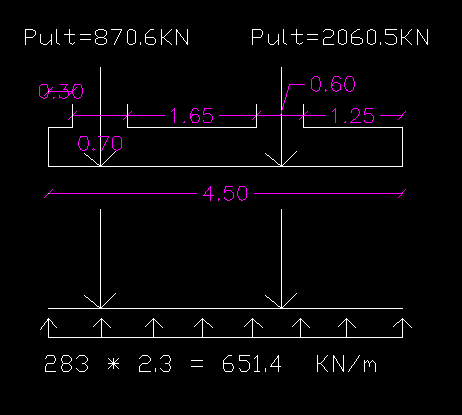 Pult=870.6KN Pult=2060.5KN
0.30 0.60
1.65 1.25
0.70
4.50
283 * 2.3 = 651.4 KN/m